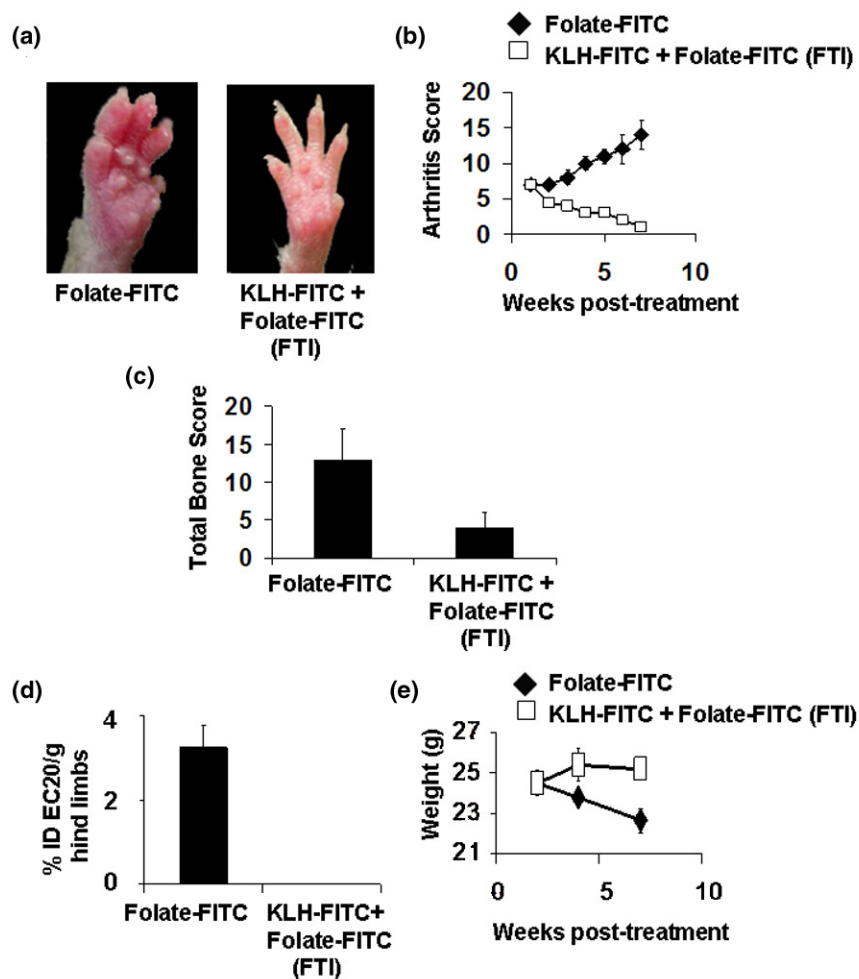 (a)
Folate-FITC
KLH-FITC +
Folate-FITC
(FTI)
(b)
Folate-FITC
KLH-FITC + Folate-FITC (FTI)
Arthritis Score
20
15
10
5
0
0
5
10
Weeks post-treatment
(c)
Total Bone Score
20
15
10
5
0
Folate-FITC
KLH-FITC +
Folate-FITC
(FTI)
(d)
% ID EC20/g
hind limbs
4
2
0
Folate-FITC
KLH-FITC+
Folate-FITC
(FTI)
(e)
Folate-FITC
KLH-FITC + Folate-FITC (FTI)
Weight (g)
27
25
23
21
0
5
10
Weeks post-treatment